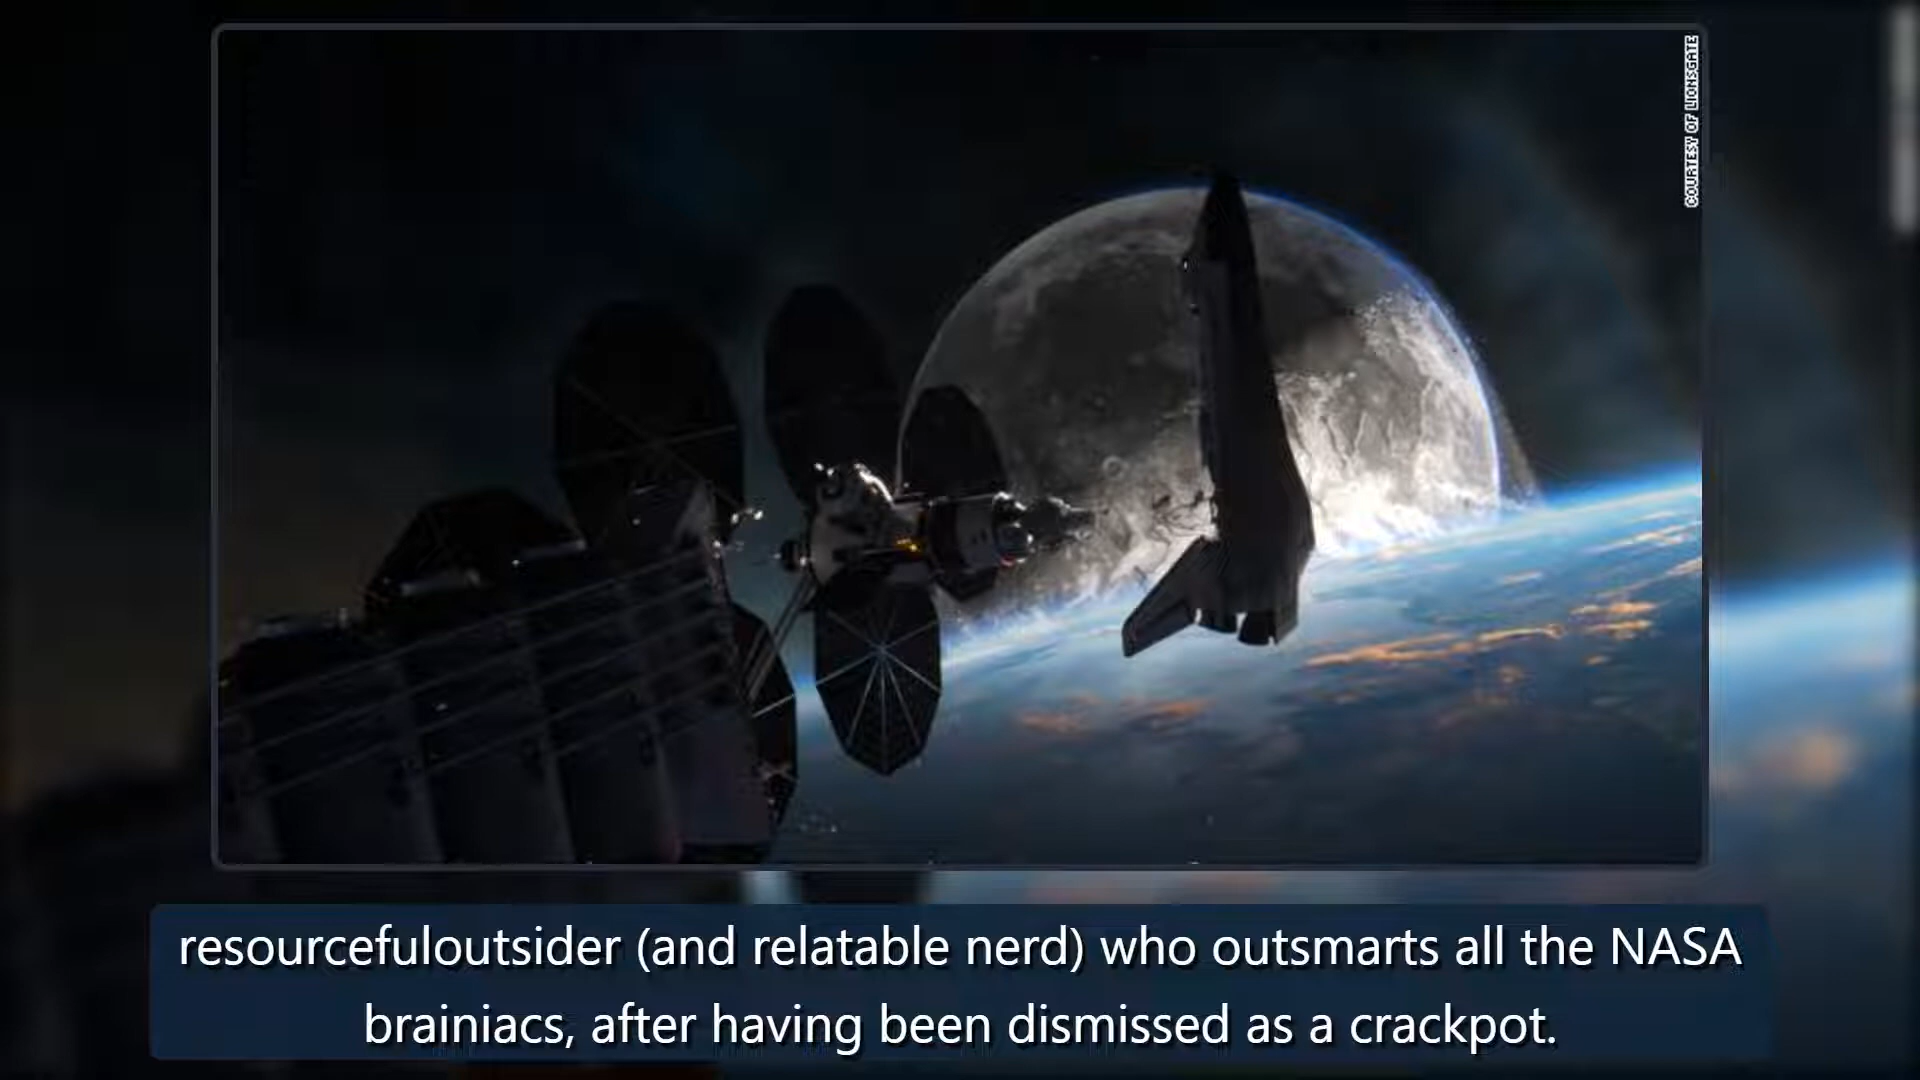 COURTESY OF LIONSGATE
resourcefuloutsider (and relatable nerd) who outsmarts all the NASA
brainiacs, after having been dismissed as a crackpot.